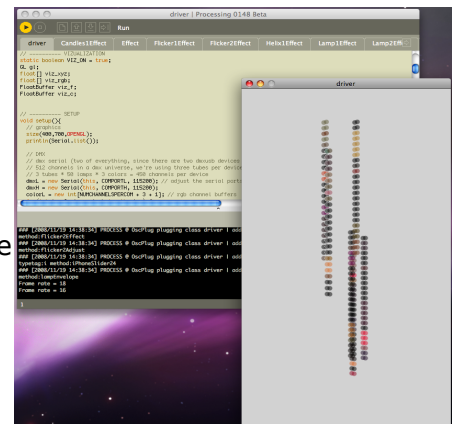 driver | Processing 0148 Beta
Run
driver Candles1Effect Effect Flicker1Effect Flicker2Effect Helix1Effect Lamp1Effect Lamp2Eff
// ---------- VIZUALIZATION
static boolean VIZ_ON = true;
GL gl;
float[] viz_xyz;
float[] viz_rgb;
FloatBuffer viz_f;
FloatBuffer viz_c;
// ---------- SETUP
void setup(){
// graphics
size(400,700,OPENGL);
println(Serial.list());
// DMX
// dmx serial (two of everything, since there are two dmxusb devices
// 512 channels in a dmx universe, we're using three tubes per device
// 3 tubes * 60 lamps * 3 colors = 450 channels per device
dmxL = new Serial(this, COMPORTL, 115200); // adjust the serial port
dmxH = new Serial(this, COMPORTH, 115200);
colorL = new int[NUMCHANNELSPERCOM * 3 + 1]; // rgb channel buffers
driver
e
### [2008/11/19 14:38:34] PROCESS @ OscPlug plugging class driver | add
method:flicker2Effect
### [2008/11/19 14:38:34] PROCESS @ OscPlug plugging class driver | add
method:flicker2Adjust
### [2008/11/19 14:38:34] PROCESS @ OscPlug plugging class driver | add
typetag:i method:iPhoneSlider24
### [2008/11/19 14:38:34] PROCESS @ OscPlug plugging class driver | add
method:lampEnvelope
Frame rate = 18
Frame rate = 16
1